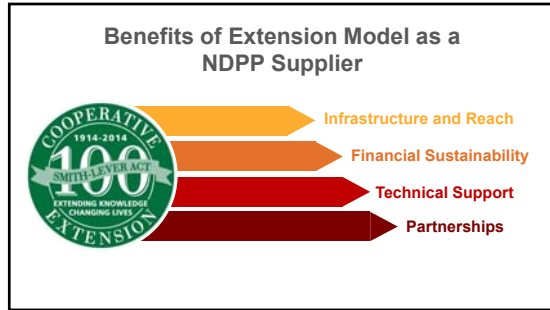 Benefits of Extension Model as a
NDPP Supplier
COOPERATIVE
1914-2014
100
SMITH-LEVER ACT
EXTENDING KNOWLEDGE
CHANGING LIVES
EXTENSION
Infrastructure and Reach
Financial Sustainability
Technical Support
Partnerships